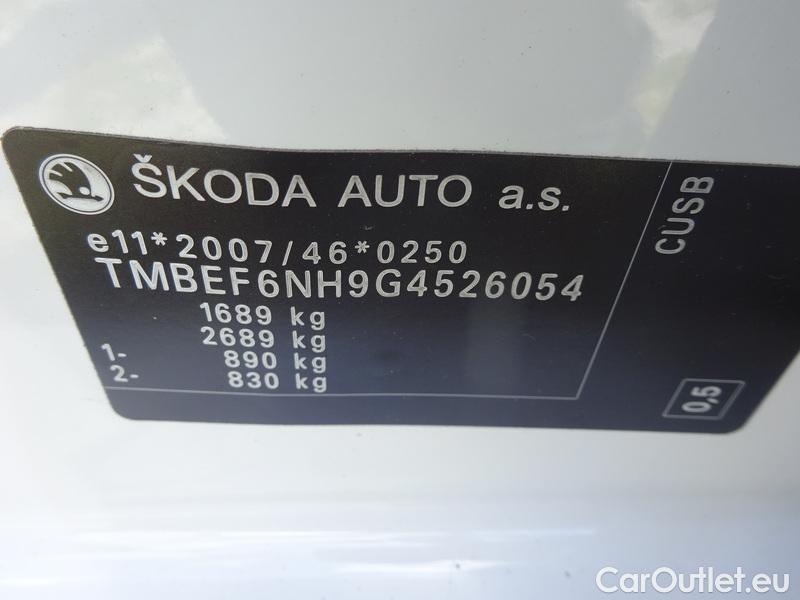 ŠKODA AUTO a.s.
e11*2007/46*0250
TMBEF6NH9G4526054
1689 kg
2689 kg
1- 890 kg
2- 830 kg
CUSB
0,5
CarOutlet.eu